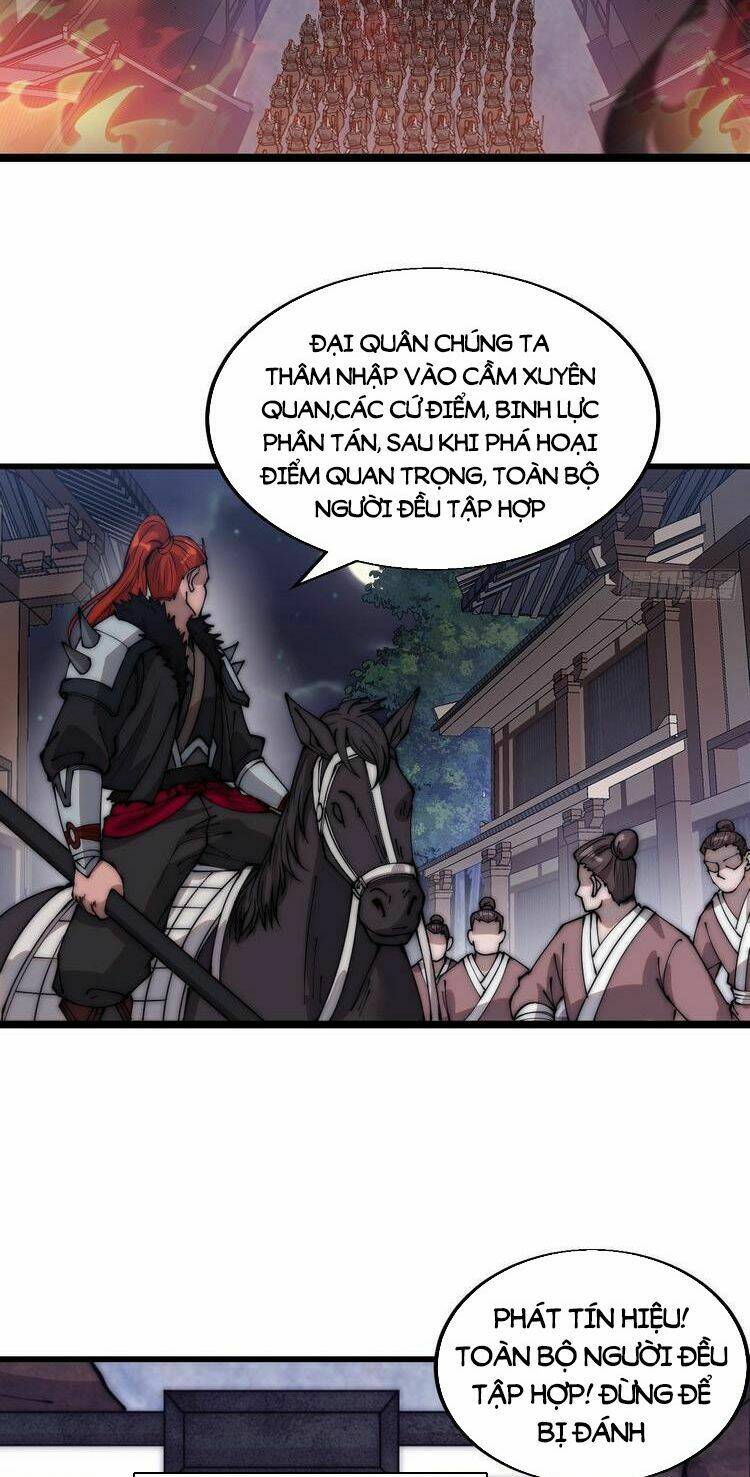 ĐẠI QUÂN CHÚNG TA
THÂM NHẬP VÀO CẦM XUYÊN
QUAN,CÁC CỨ ĐIỂM, BINH LỰC
PHÂN TÁN, SAU KHI PHÁ HOẠI
ĐIỂM QUAN TRỌNG, TOÀN BỘ
NGƯỜI ĐỀU TẬP HỢP
PHÁT TÍN HIỆU!
TOÀN BỘ NGƯỜI ĐỀU
TẬP HỢP! ĐỪNG ĐỂ
BỊ ĐÁNH